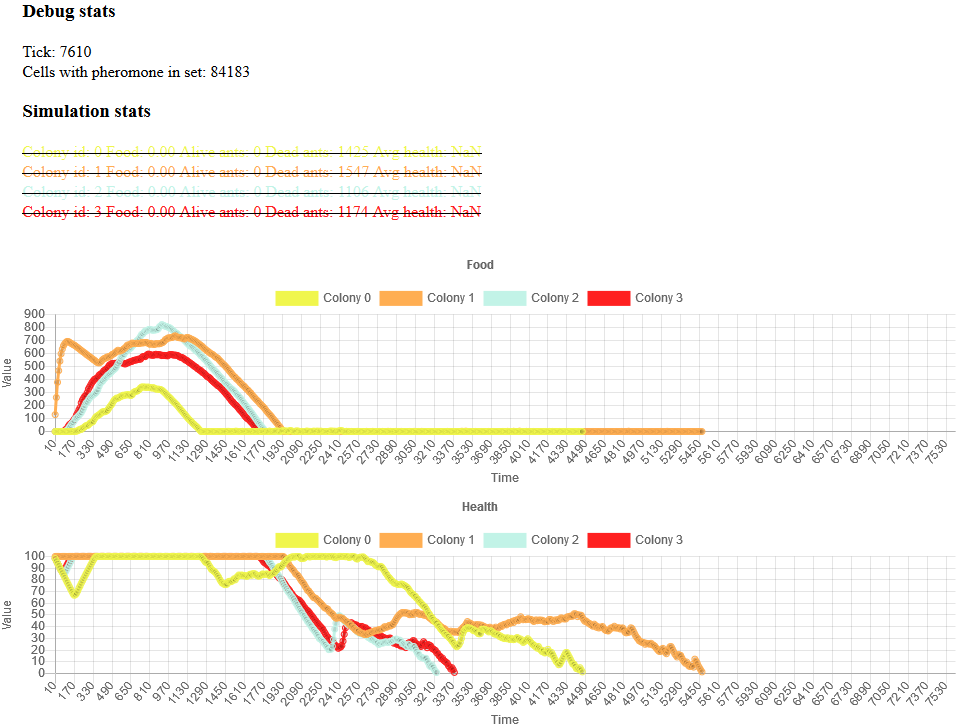 Debug stats
Tick: 7610
Cells with pheromone in set: 84183
Simulation stats
Colony id: 0 Food: 0.00 Alive ants: 0 Dead ants: 1425 Avg health: NaN
Colony id: 1 Food: 0.00 Alive ants: 0 Dead ants: 1547 Avg health: NaN
Colony id: 2 Food: 0.00 Alive ants: 0 Dead ants: 1106 Avg health: NaN
Colony id: 3 Food: 0.00 Alive ants: 0 Dead ants: 1174 Avg health: NaN
Food
Colony 0 Colony 1 Colony 2 Colony 3
Value
900
800
700
600
500
400
300
200
100
0
10 170 330 490 650 810 970 1130 1290 1450 1610 1770 1930 2090 2250 2410 2570 2730 2890 3050 3210 3370 3530 3690 3850 4010 4170 4330 4490 4650 4810 4970 5130 5290 5450 5610 5770 5930 6090 6250 6410 6570 6730 6890 7050 7210 7370 7530
Time
Health
Colony 0 Colony 1 Colony 2 Colony 3
Value
100
90
80
70
60
50
40
30
20
10
0
10 170 330 490 650 810 970 1130 1290 1450 1610 1770 1930 2090 2250 2410 2570 2730 2890 3050 3210 3370 3530 3690 3850 4010 4170 4330 4490 4650 4810 4970 5130 5290 5450 5610 5770 5930 6090 6250 6410 6570 6730 6890 7050 7210 7370 7530
Time